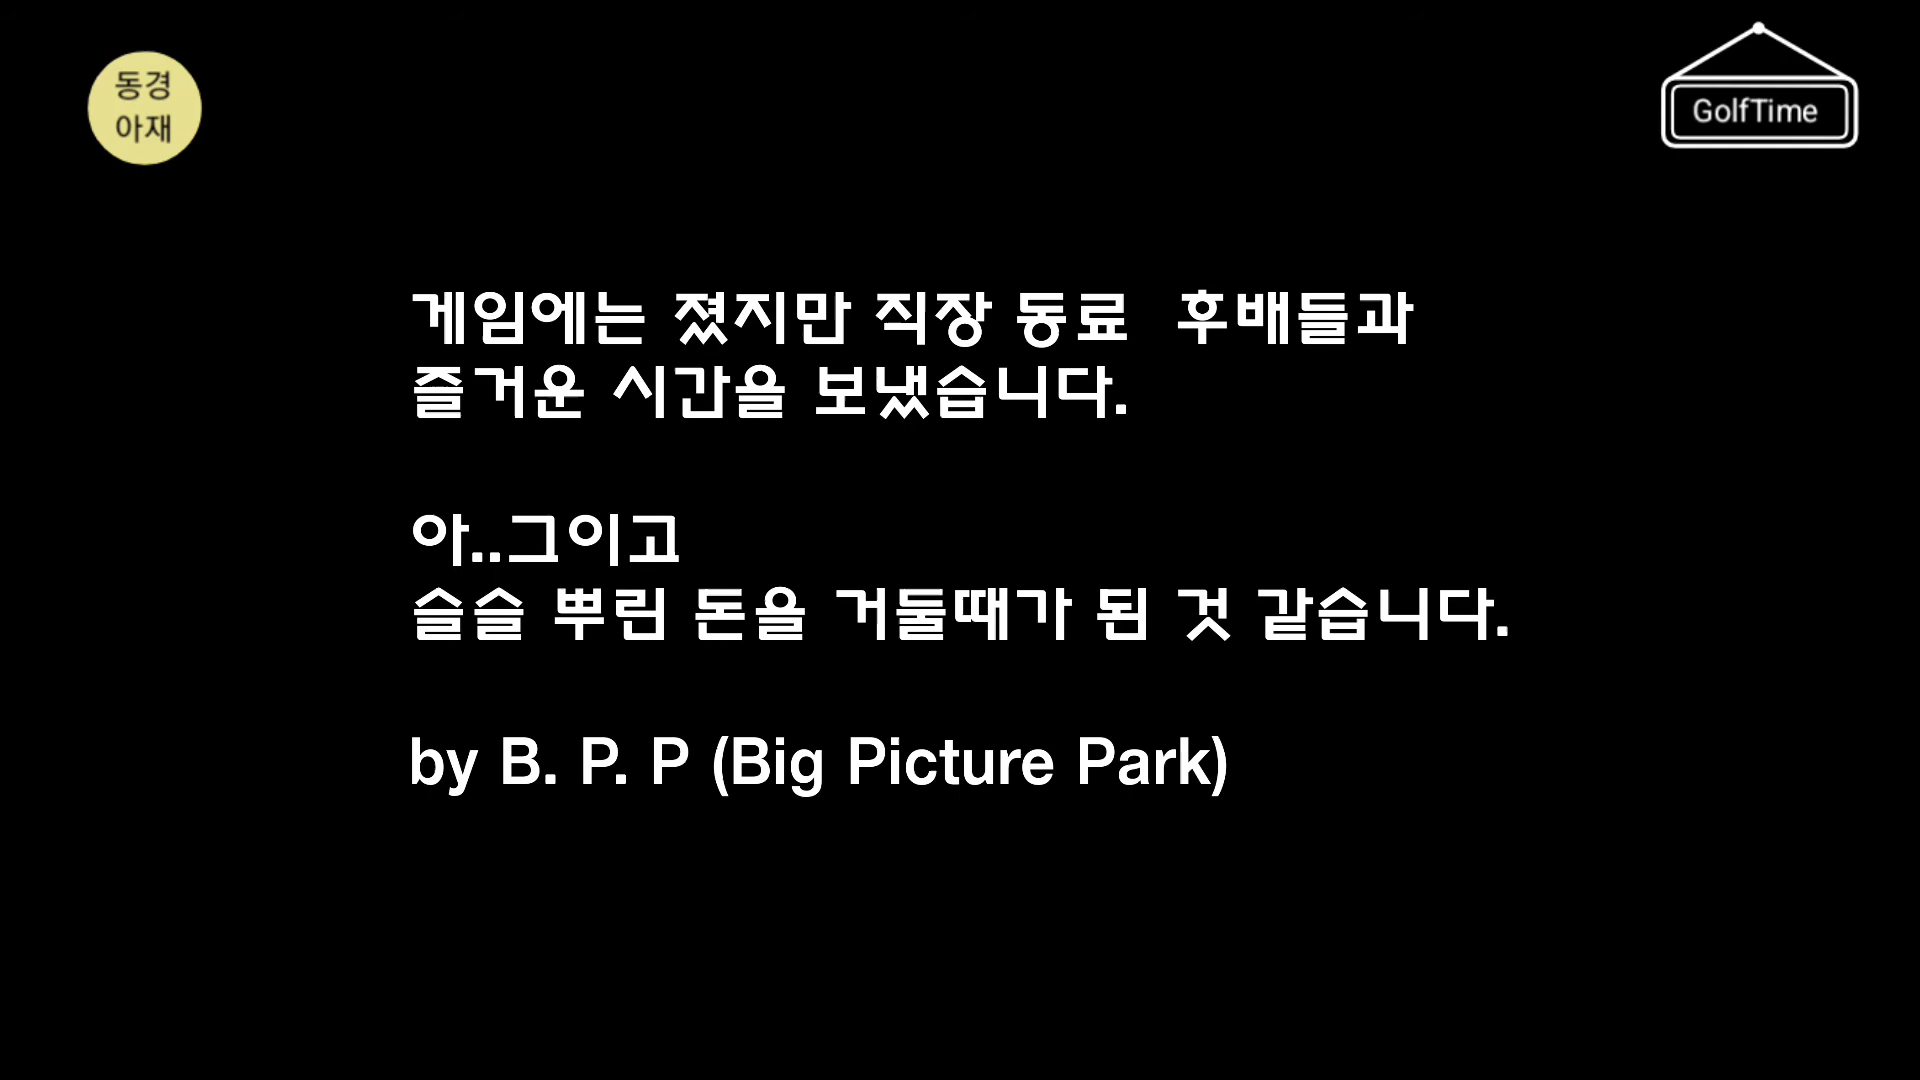 동경
아재
GolfTime
게임에는 졌지만 직장 동료  후배들과
즐거운 시간을 보냈습니다.
아..그이고
슬슬 뿌린 돈을 거둘때가 된 것 같습니다.
by B. P. P (Big Picture Park)